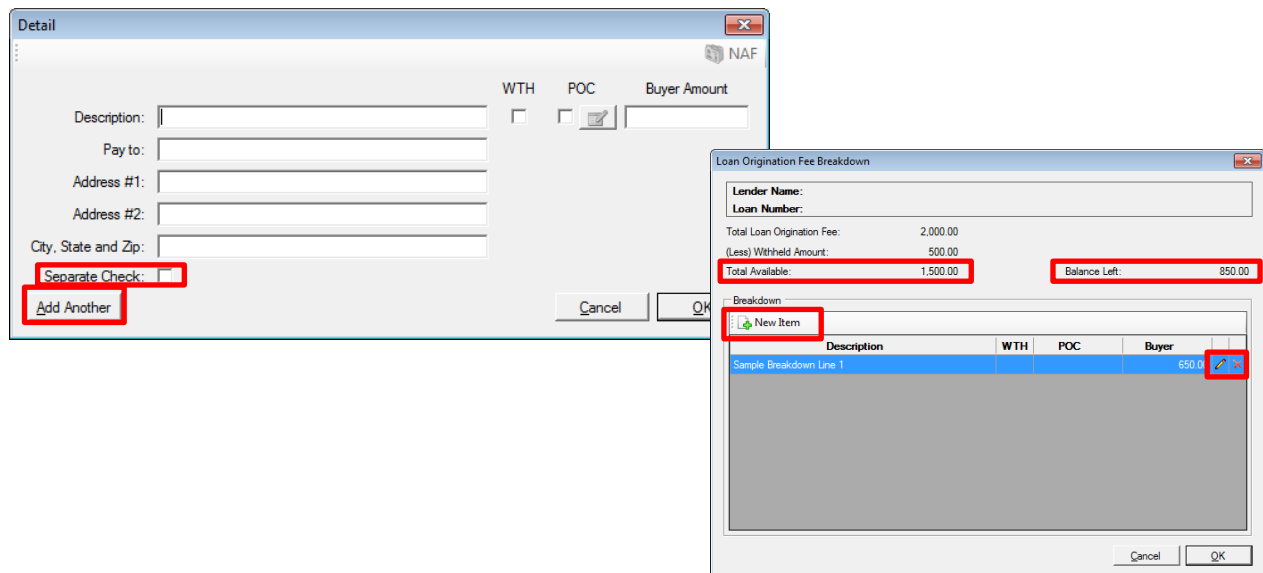 Detail
NAF
WTH POC Buyer Amount
Description:
Pay to:
Address #1:
Address #2:
City, State and Zip:
Separate Check:
Add Another Cancel
Loan Origination Fee Breakdown
Lender Name:
Loan Number:
Total Loan Origination Fee: 2,000.00
(Less) Withheld Amount: 500.00
Total Available: 1,500.00 Balance Left: 850.00
Breakdown
New Item
Description WTH POC Buyer
Sample Breakdown Line 1 650.0
Cancel OK